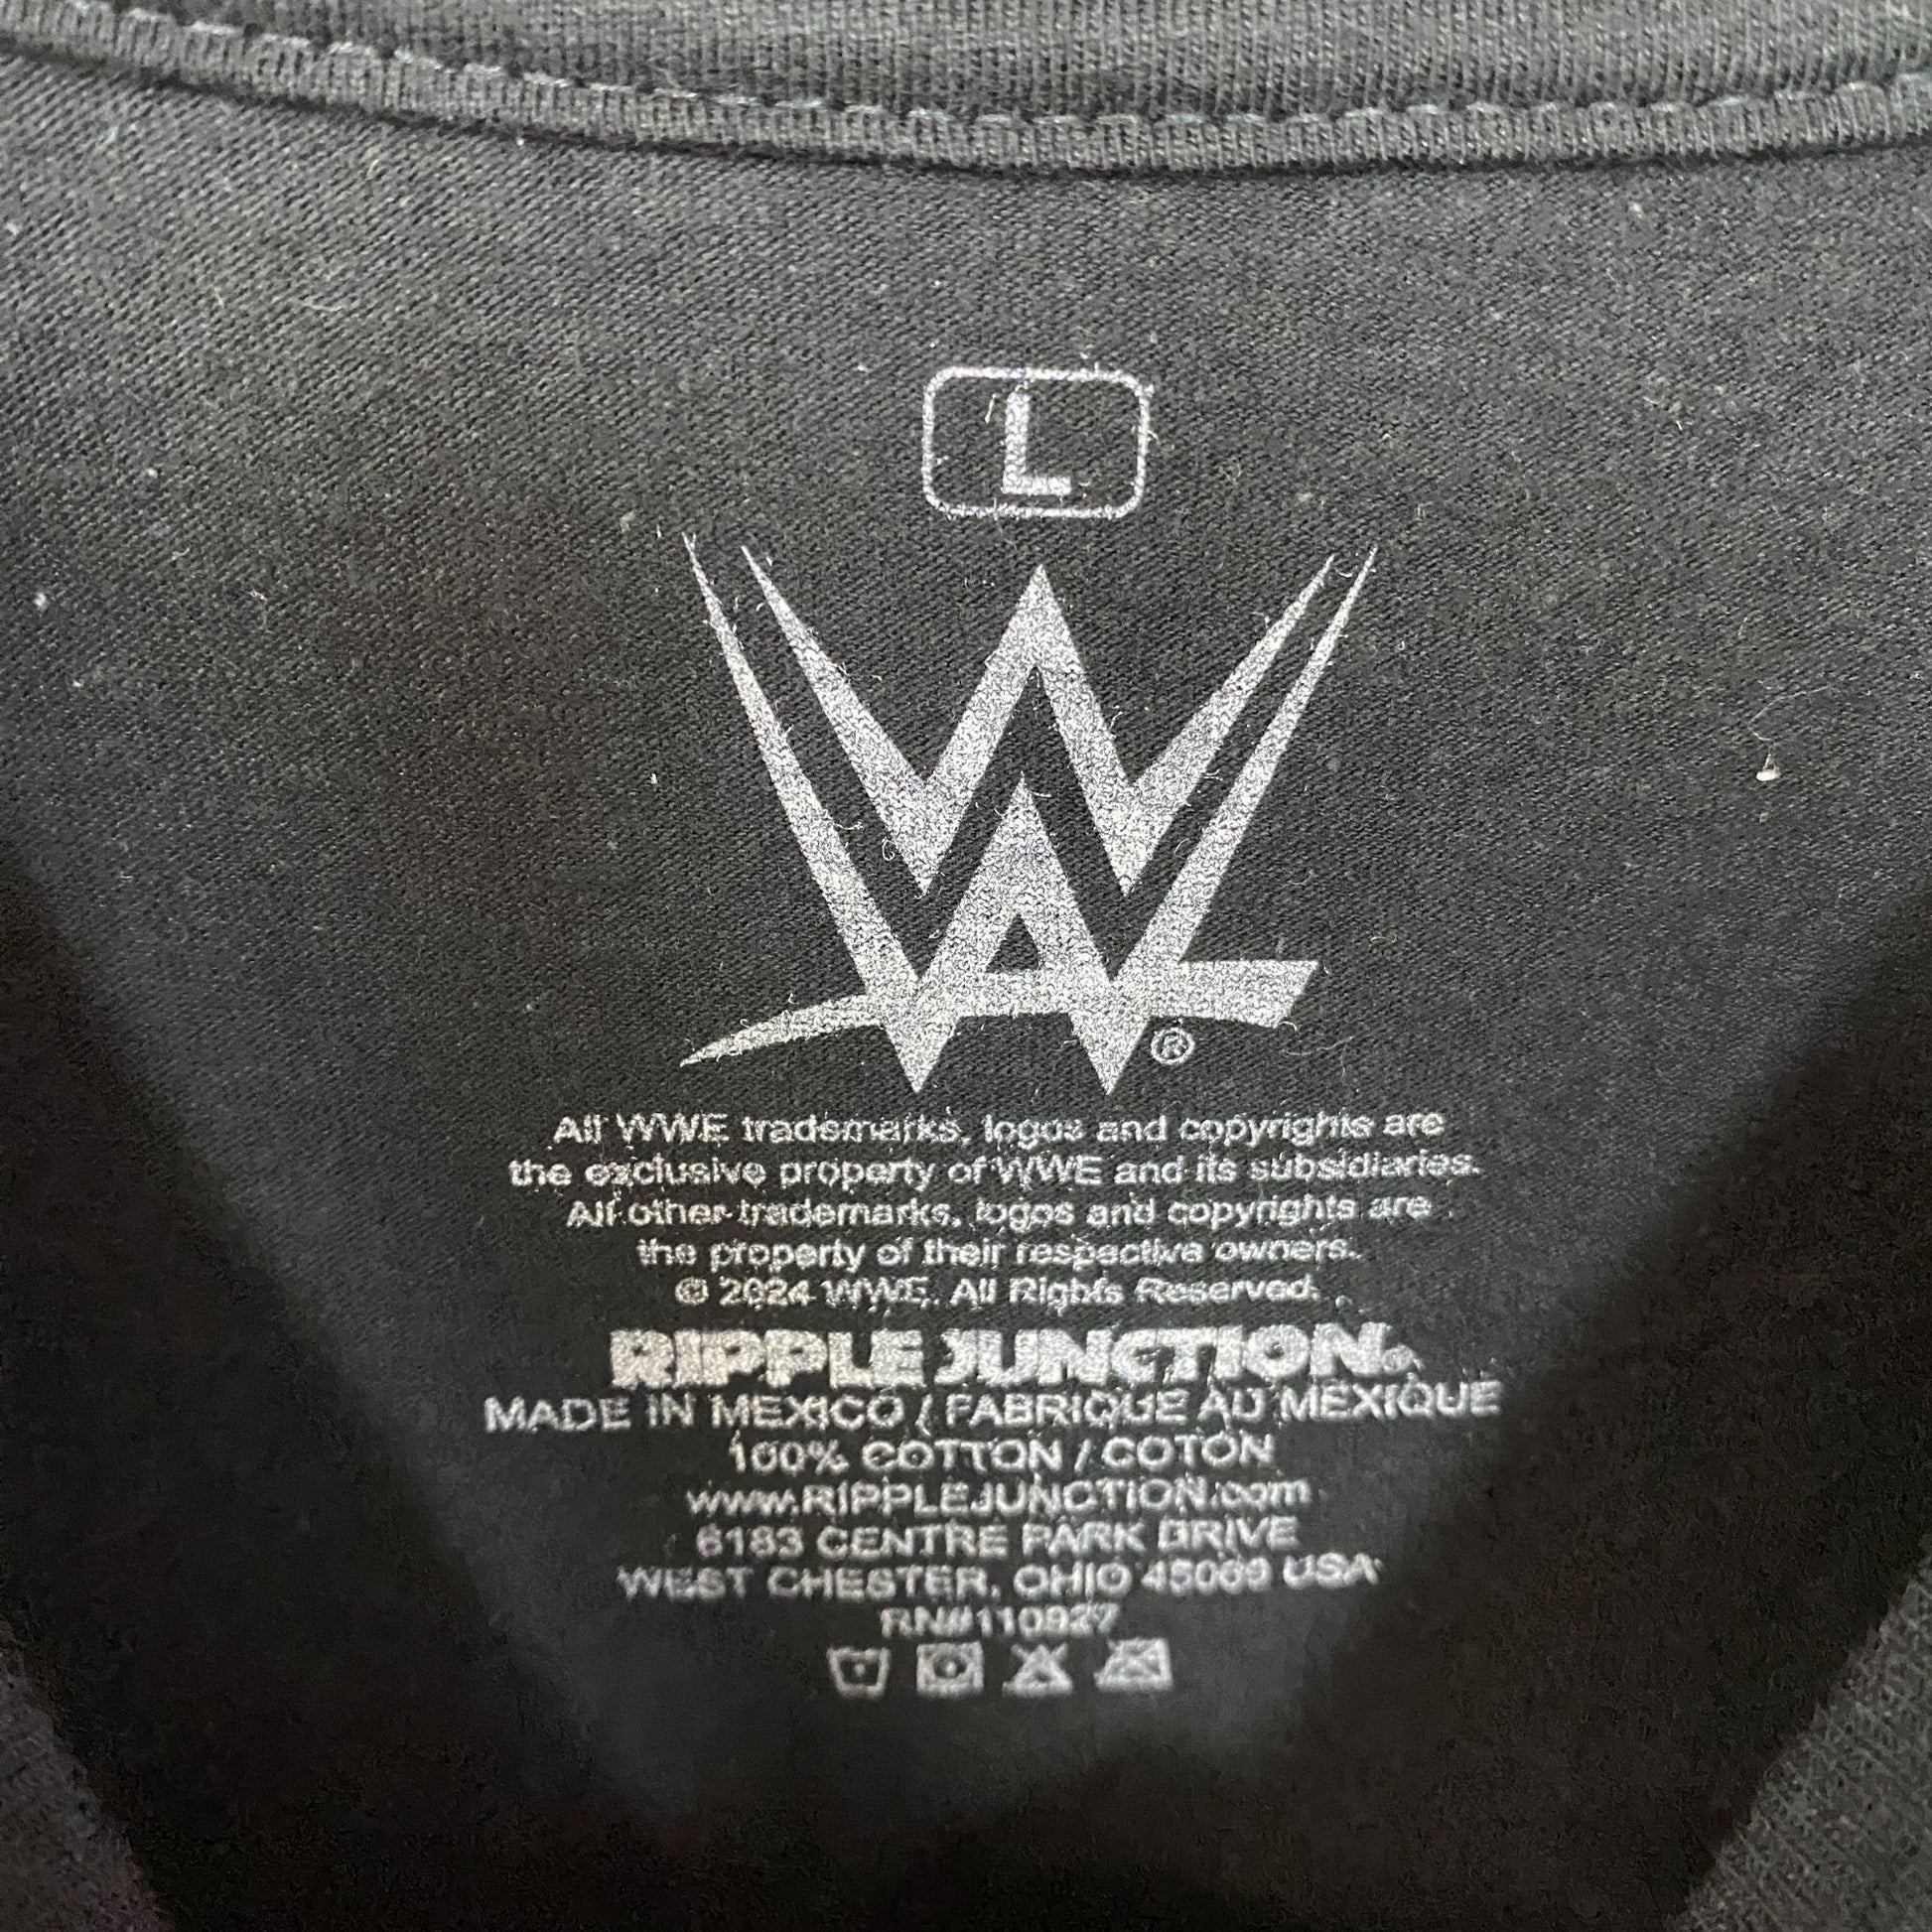 L
®
All WWE trademarks, logos and copyrights are
the exclusive property of WWE and its subsidiaries.
All other trademarks, logos and copyrights are
the property of their respective owners.
© 2024 WWE. All Rights Reserved.
RIPPLE JUNCTION®
MADE IN MEXICO / FABRIQUE AU MEXIQUE
100% COTTON / COTON
www.RIPPLEJUNCTION.com
6183 CENTRE PARK DRIVE
WEST CHESTER, OHIO 45069 USA
RN#110927